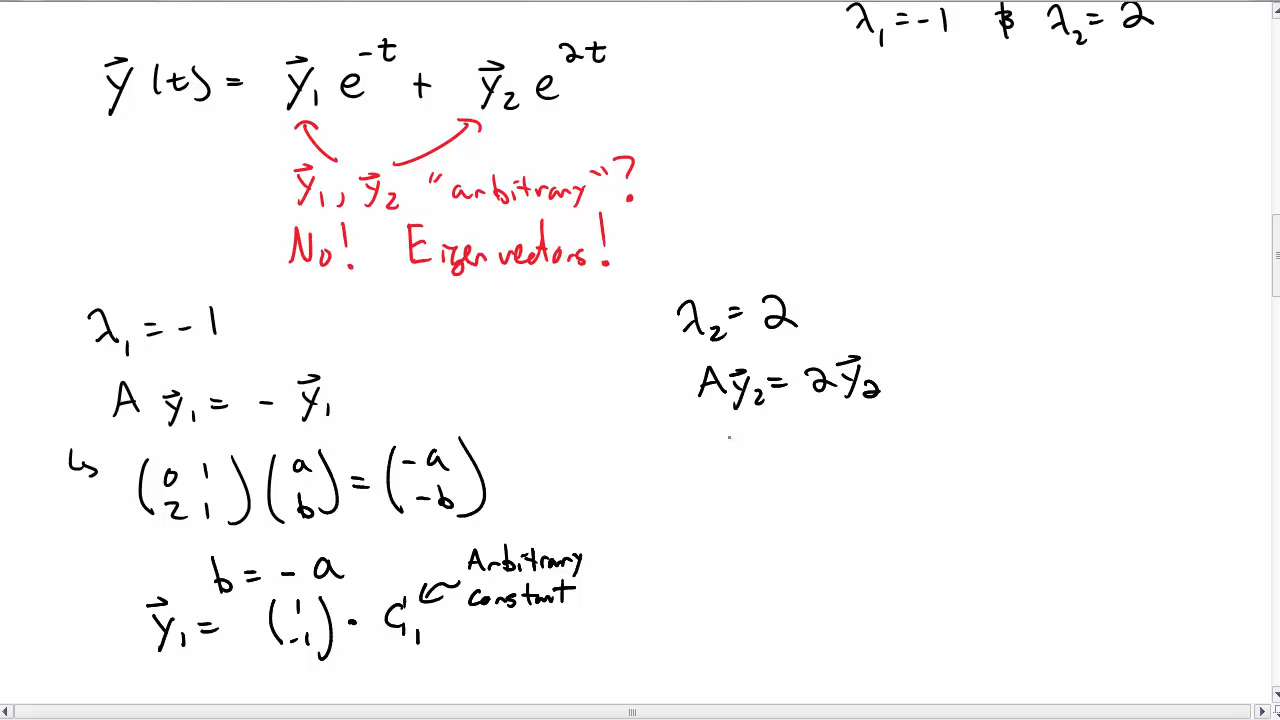 λ₁ = -1 & λ₂ = 2
y⃗(t) = y⃗₁ e^{-t} + y⃗₂ e^{2t}
y⃗₁, y⃗₂ "arbitrary"?
No! Eigenvectors!
λ₁ = -1
A y⃗₁ = - y⃗₁
↳ (0 1; 2 1) (a; b) = (-a; -b)
b = - a
y⃗₁ = (1; -1) · C₁
Arbitrary
constant
λ₂ = 2
A y⃗₂ = 2 y⃗₂